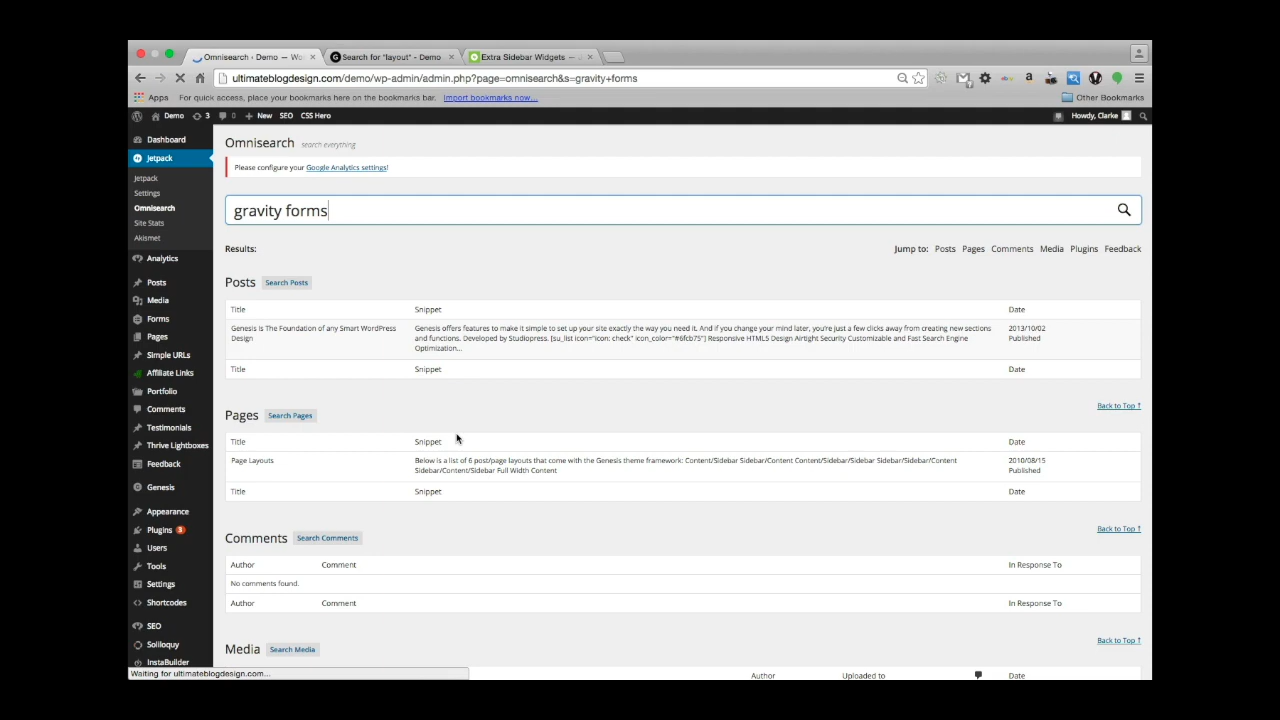 Omnisearch ‹ Demo — Wo
Search for "layout" - Demo
Extra Sidebar Widgets —
ultimateblogdesign.com/demo/wp-admin/admin.php?page=omnisearch&s=gravity+forms
Apps For quick access, place your bookmarks here on the bookmarks bar. Import bookmarks now... Other Bookmarks
Demo 3 0 New SEO CSS Hero Howdy, Clarke
Dashboard
Jetpack
Jetpack
Settings
Omnisearch
Site Stats
Akismet
Analytics
Posts
Media
Forms
Pages
Simple URLs
Affiliate Links
Portfolio
Comments
Testimonials
Thrive Lightboxes
Feedback
Genesis
Appearance
Plugins 3
Users
Tools
Settings
Shortcodes
SEO
Soliloquy
InstaBuilder
Omnisearch search everything
Please configure your Google Analytics settings!
gravity forms
Results: Jump to: Posts Pages Comments Media Plugins Feedback
Posts Search Posts
Title Snippet Date
Genesis is The Foundation of any Smart WordPress Genesis offers features to make it simple to set up your site exactly the way you need it. And if you change your mind later, you're just a few clicks away from creating new sections 2013/10/02
Design and functions. Developed by Studiopress. [su_list icon="icon: check" icon_color="#6fcb75"] Responsive HTML5 Design Airtight Security Customizable and Fast Search Engine Published
Optimization...
Title Snippet Date
Back to Top ↑
Pages Search Pages
Title Snippet Date
Page Layouts Below is a list of 6 post/page layouts that come with the Genesis theme framework: Content/Sidebar Sidebar/Content Content/Sidebar/Sidebar Sidebar/Sidebar/Content 2010/08/15
Sidebar/Content/Sidebar Full Width Content Published
Title Snippet Date
Back to Top ↑
Comments Search Comments
Author Comment In Response To
No comments found.
Author Comment In Response To
Back to Top ↑
Media Search Media
Author Uploaded to Date
Waiting for ultimateblogdesign.com...